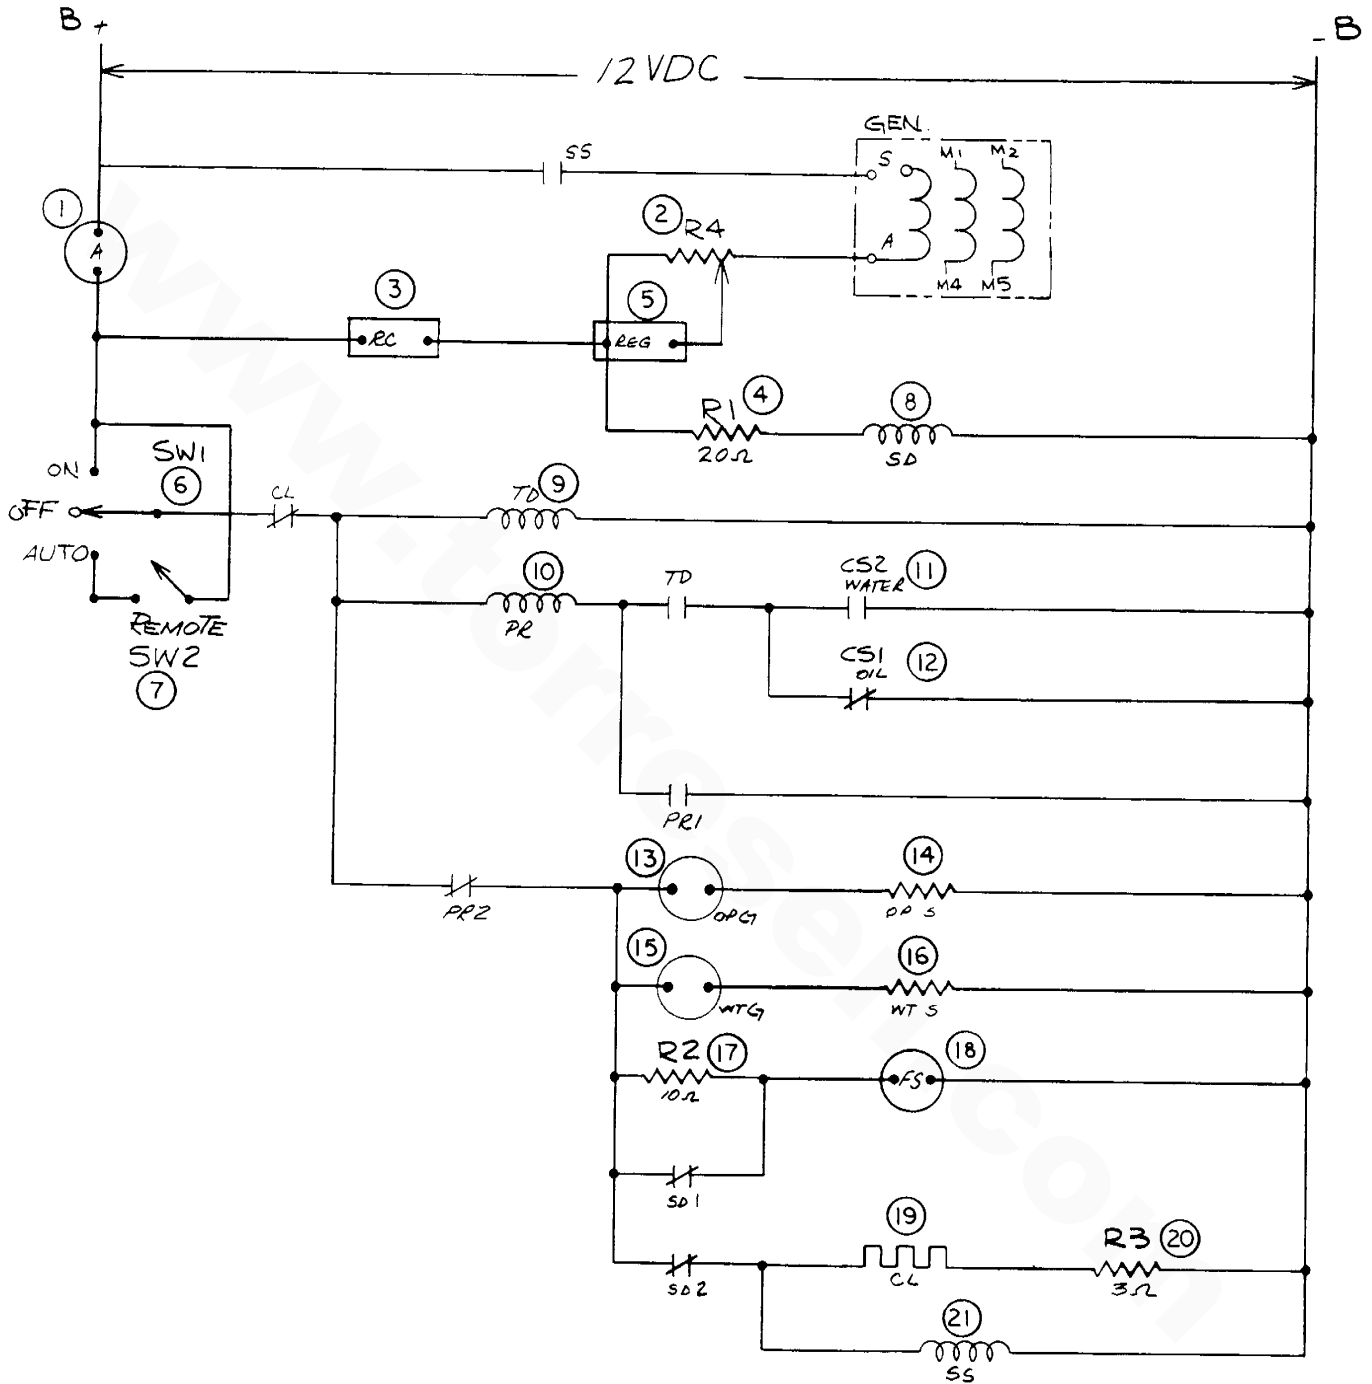 B +
- B
12VDC
GEN.
SS
S
M1
M2
1
2
R4
A
A
M4
M5
3
5
RC
REG
4
R1
8
20Ω
SD
SW1
ON
6
OFF
CL
TD
9
AUTO
10
TD
CS2
WATER
11
PR
REMOTE
SW2
7
CS1
OIL
12
PR1
13
14
PR2
OPG
OP S
15
16
WTG
WT S
R2
17
18
10Ω
FS
SD1
19
R3
20
SD2
CL
3Ω
21
SS
www.torresen.com